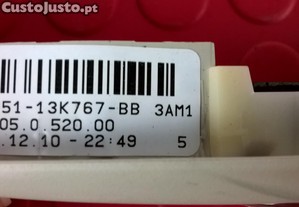 CustoJusto.pt
51-13K767-BB 3AM1
05.0.520.00
.12.10 - 22:49 5